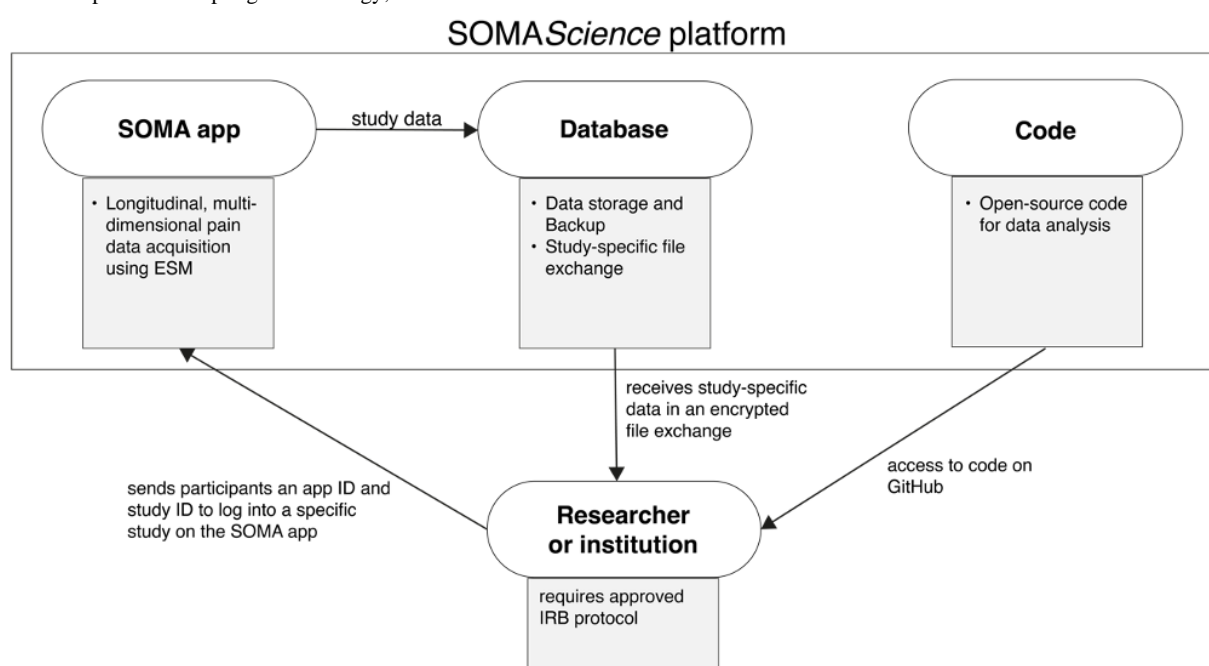 SOMAScience platform
SOMA app
study data
Database
Code
• Longitudinal, multi-
dimensional pain
data acquisition
using ESM
• Data storage and
Backup
• Study-specific file
exchange
• Open-source code
for data analysis
receives study-specific
data in an encrypted
file exchange
sends participants an app ID and
study ID to log into a specific
study on the SOMA app
access to code on
GitHub
Researcher
or institution
requires approved
IRB protocol